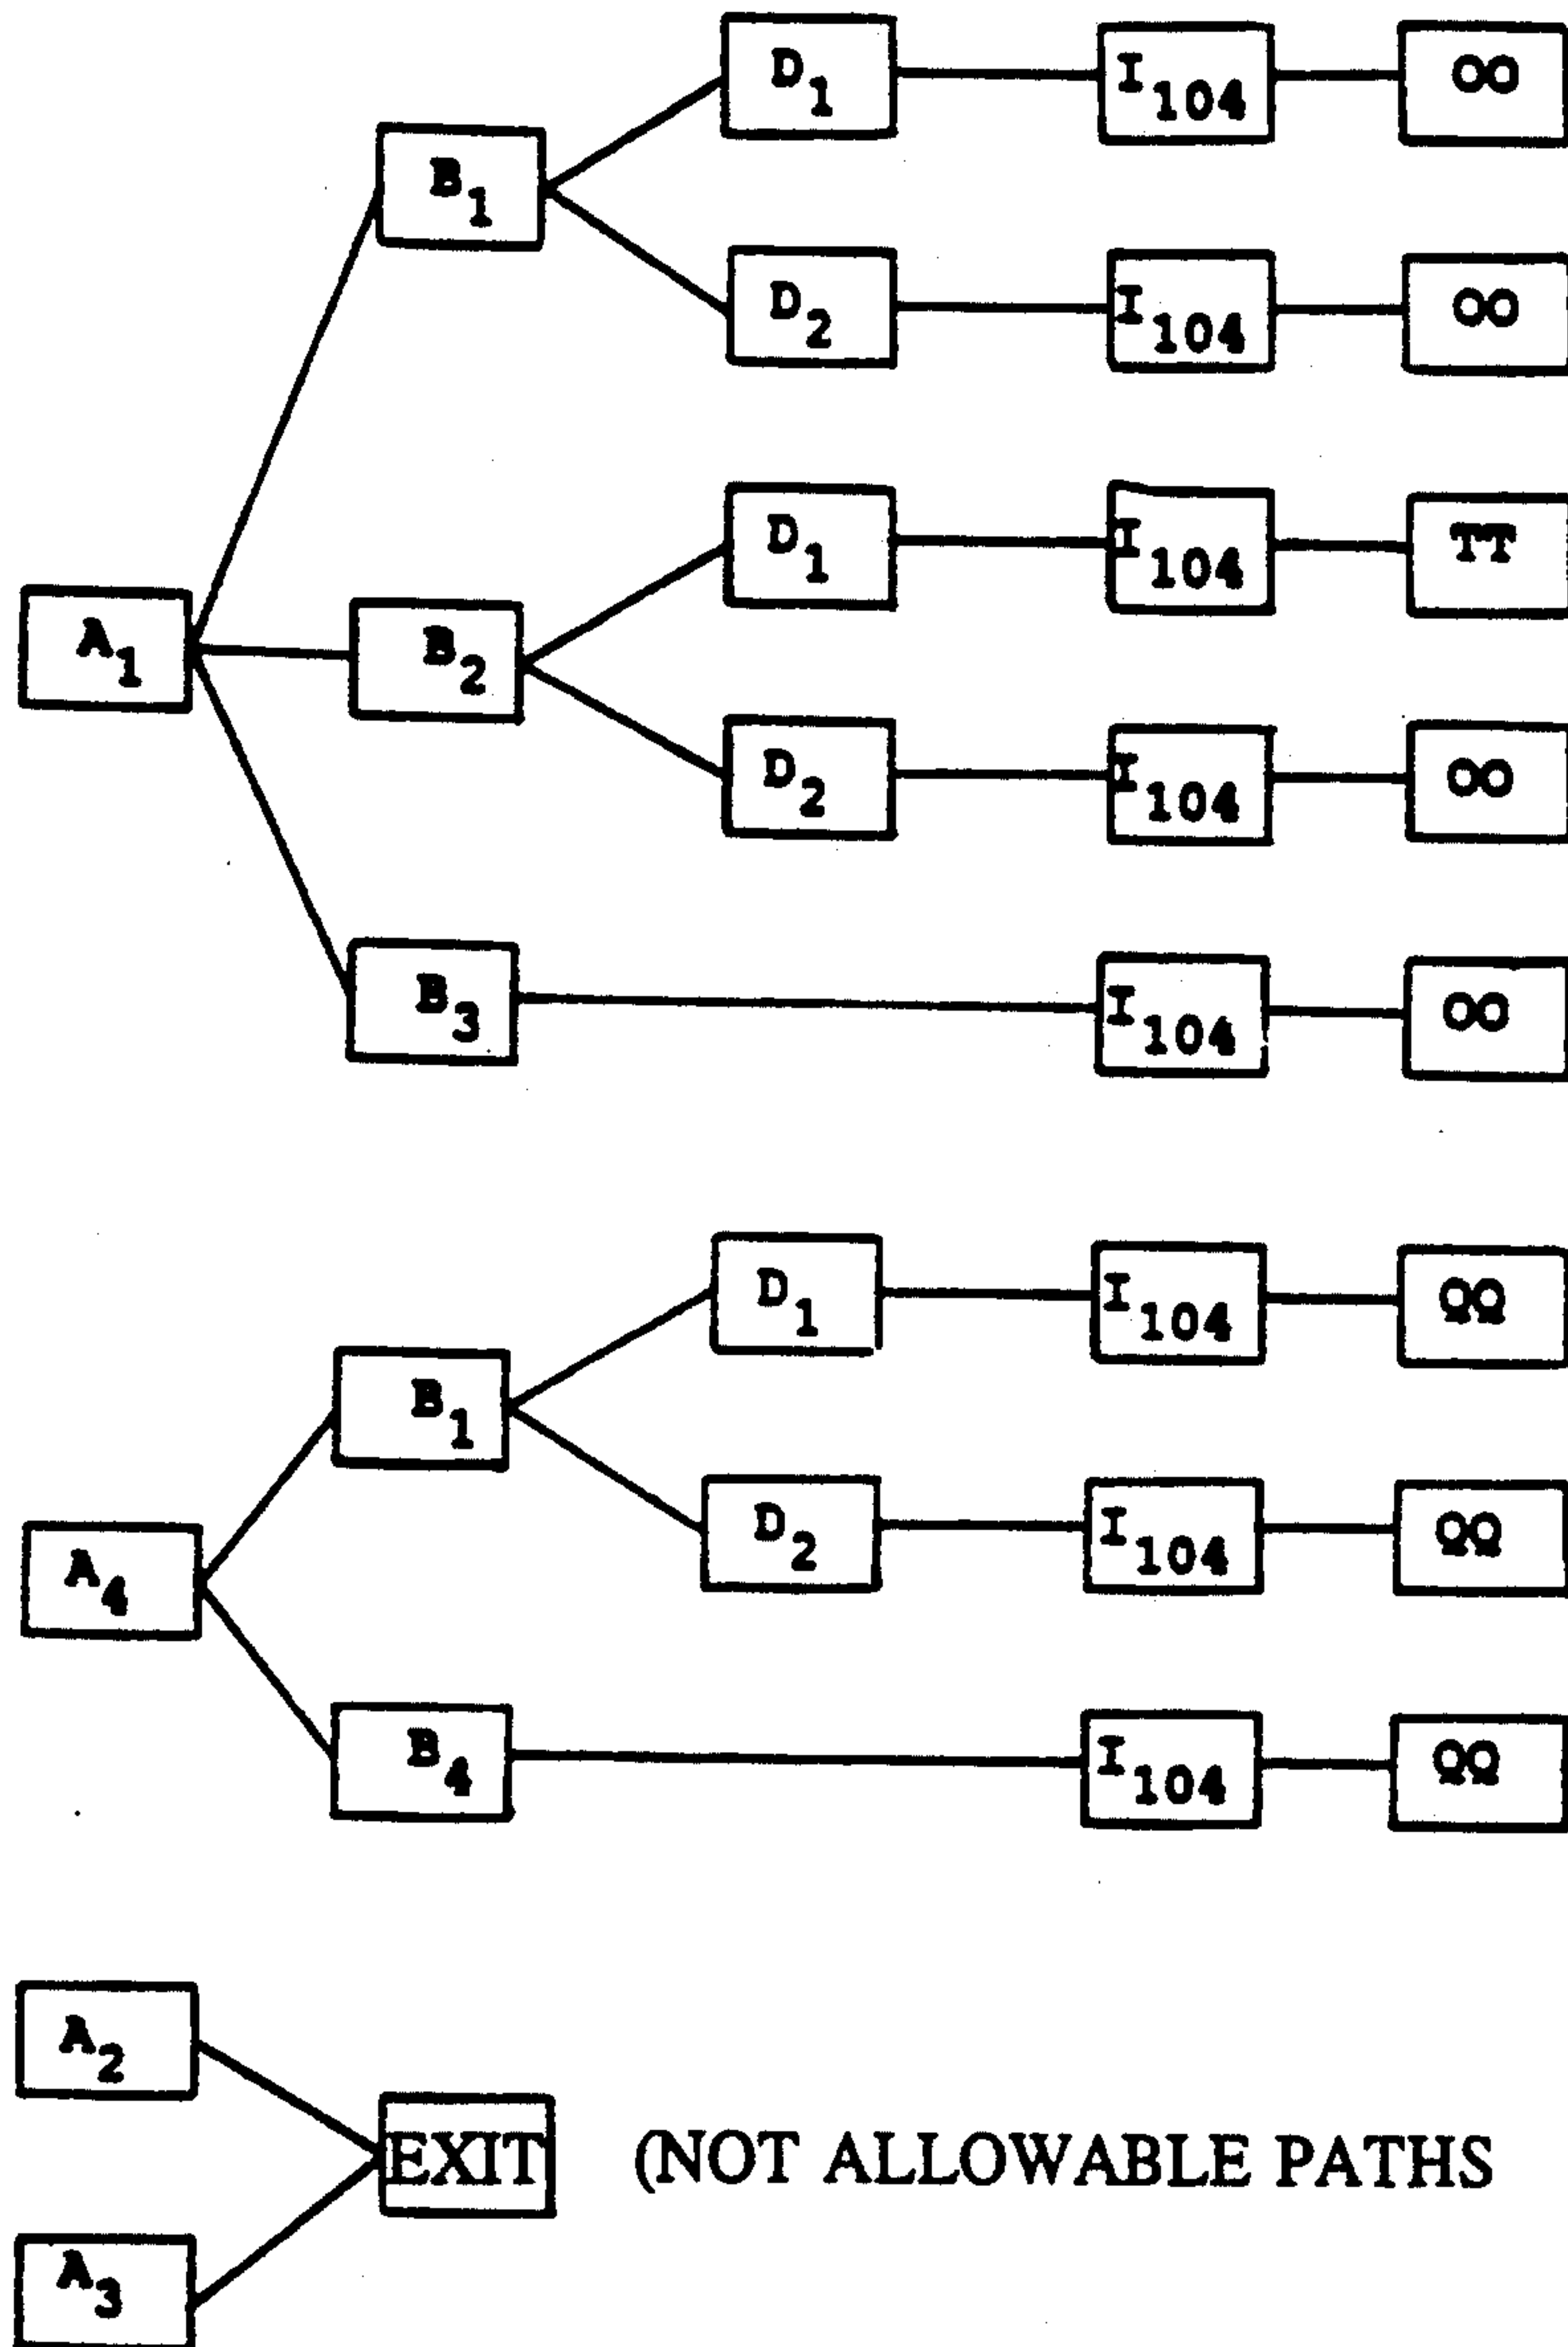 D₁ I₁₀₄ OO
B₁
D₂ I₁₀₄ OO
D₁ I₁₀₄ TT
A₁ B₂
D₂ I₁₀₄ OO
B₃ I₁₀₄ OO
D₁ I₁₀₄ QQ
B₁
D₂ I₁₀₄ QQ
A₄
B₄ I₁₀₄ QQ
A₂
EXIT (NOT ALLOWABLE PATHS
A₃